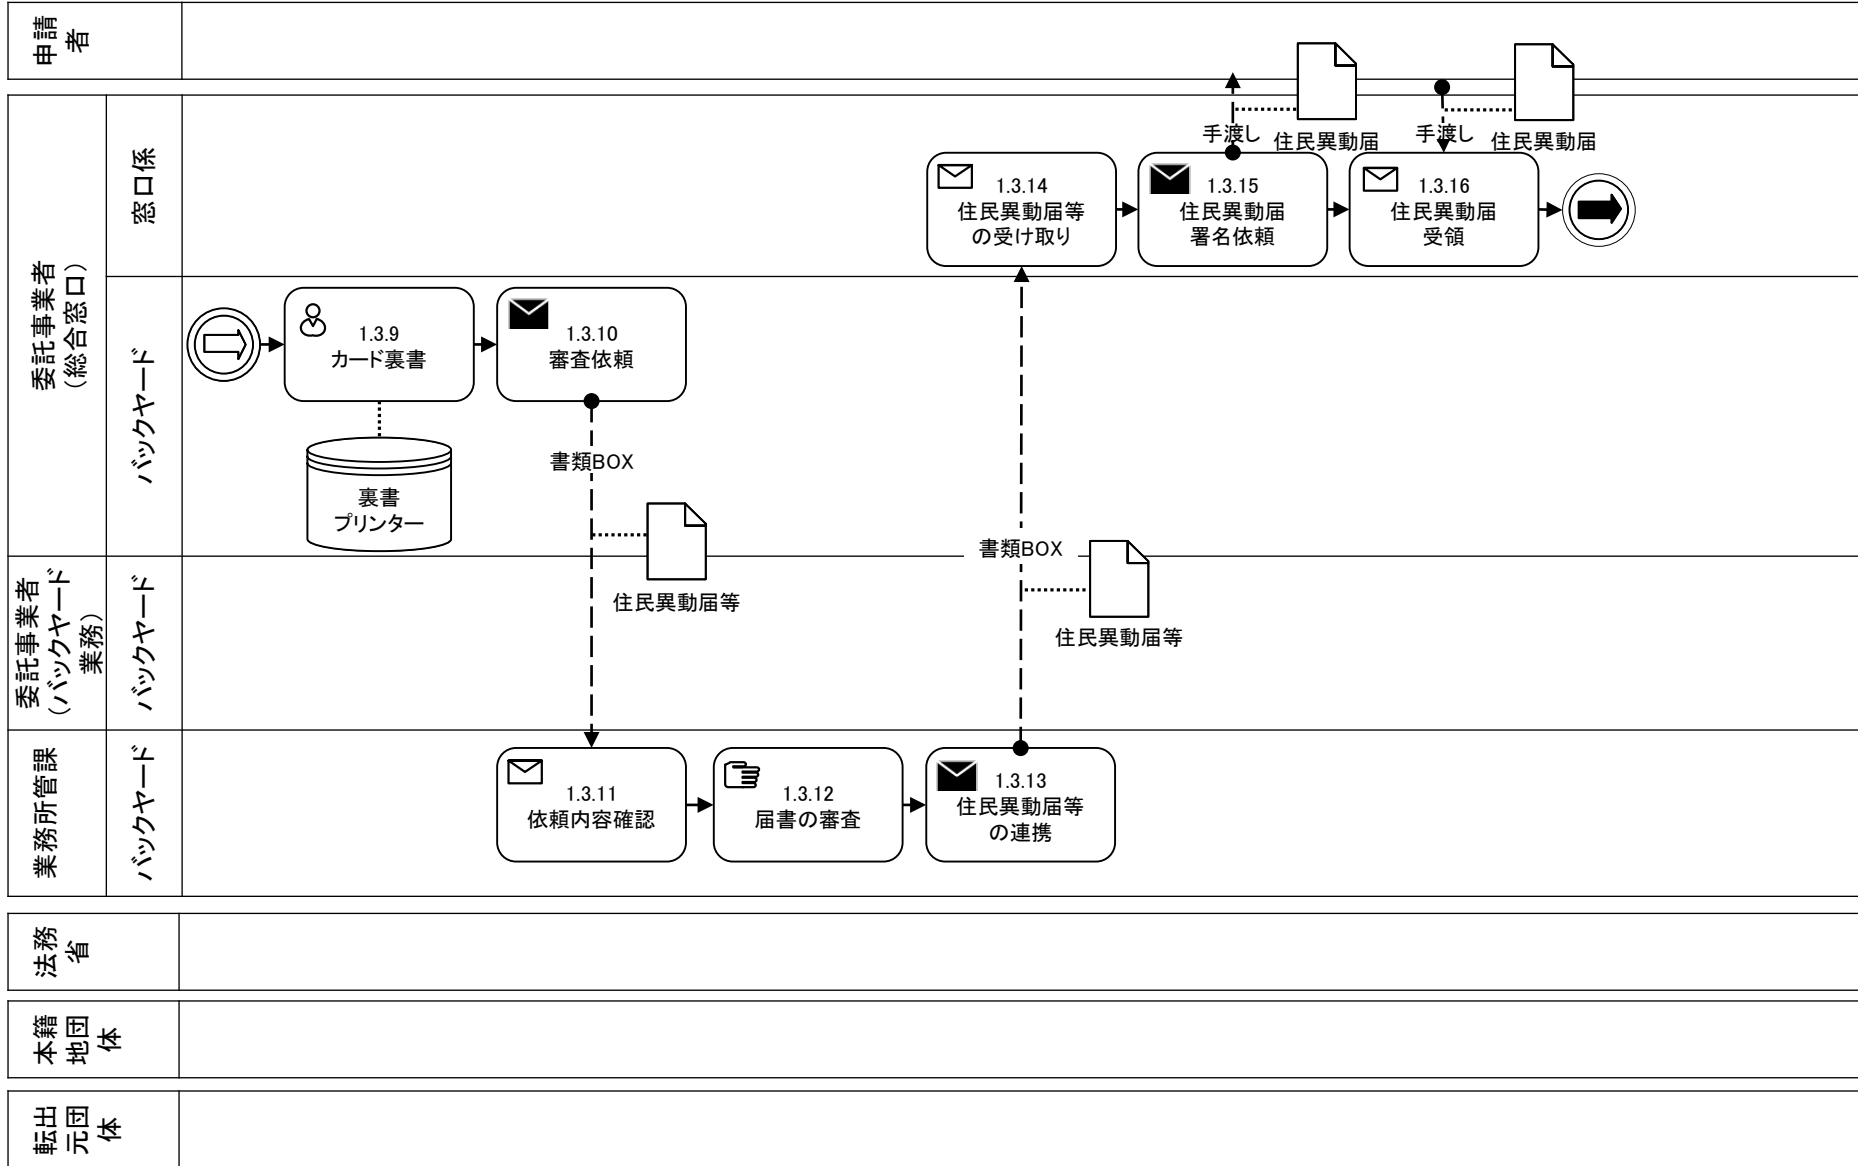 申請
者
委託事業者
（総合窓口）
窓口係
手渡し
住民異動届
手渡し
住民異動届
1.3.14
住民異動届等
の受け取り
1.3.15
住民異動届
署名依頼
1.3.16
住民異動届
受領
バックヤード
1.3.9
カード裏書
1.3.10
審査依頼
裏書
プリンター
書類BOX
住民異動届等
書類BOX
住民異動届等
委託事業者
（バックヤード
業務）
バックヤード
業務所管課
バックヤード
1.3.11
依頼内容確認
1.3.12
届書の審査
1.3.13
住民異動届等
の連携
法務
省
本籍
地団
体
転出
元団
体